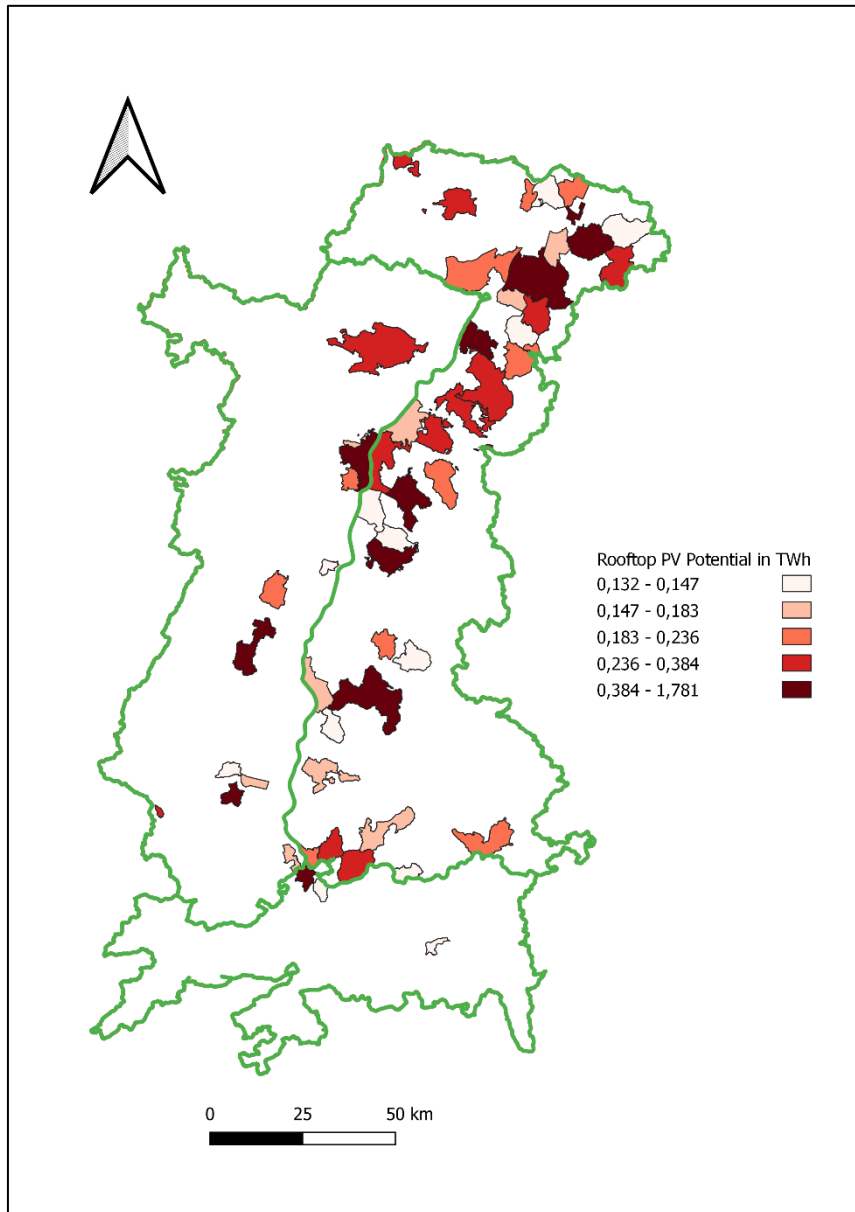 Rooftop PV Potential in TWh
0,132 - 0,147
0,147 - 0,183
0,183 - 0,236
0,236 - 0,384
0,384 - 1,781
0 25 50 km